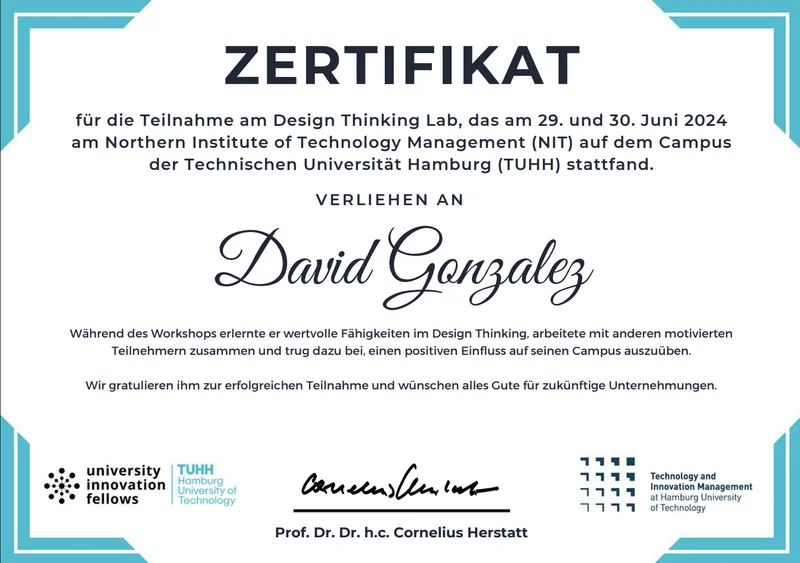 ZERTIFIKAT
für die Teilnahme am Design Thinking Lab, das am 29. und 30. Juni 2024
am Northern Institute of Technology Management (NIT) auf dem Campus
der Technischen Universität Hamburg (TUHH) stattfand.
VERLIEHEN AN
David Gonzalez
Während des Workshops erlernte er wertvolle Fähigkeiten im Design Thinking, arbeitete mit anderen motivierten
Teilnehmern zusammen und trug dazu bei, einen positiven Einfluss auf seinen Campus auszuüben.
Wir gratulieren ihm zur erfolgreichen Teilnahme und wünschen alles Gute für zukünftige Unternehmungen.
university
innovation
fellows
TUHH
Hamburg
University of
Technology
Prof. Dr. Dr. h.c. Cornelius Herstatt
Technology and
Innovation Management
at Hamburg University
of Technology